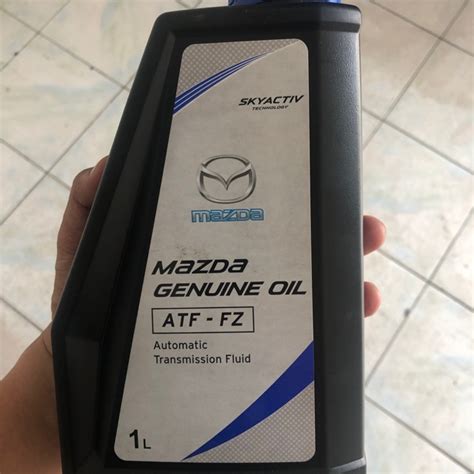 SKYACTIV
TECHNOLOGY
mazda
mazda
GENUINE OIL
ATF - FZ
Automatic
Transmission Fluid
1L